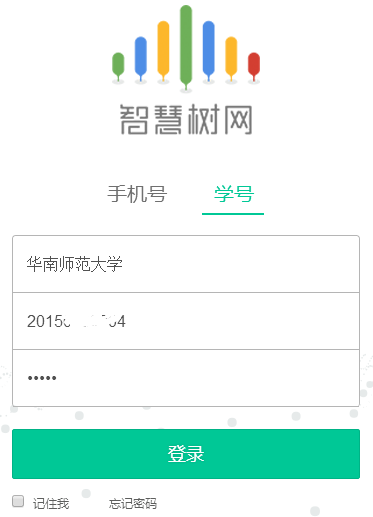 智慧树网
手机号 学号
华南师范大学
•••••
登录
记住我 忘记密码